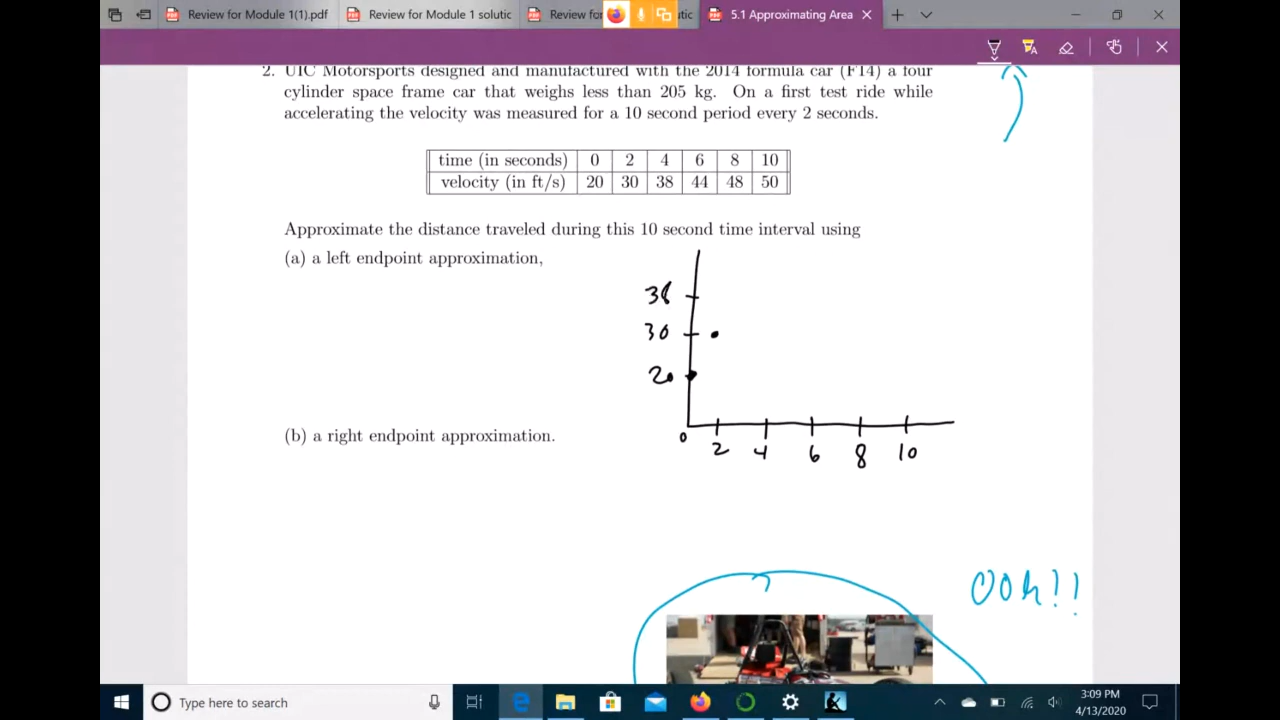 Review for Module 1(1).pdf
Review for Module 1 solutic
Review for
utic
5.1 Approximating Area
2. UIC Motorsports designed and manufactured with the 2014 formula car (F14) a four
cylinder space frame car that weighs less than 205 kg. On a first test ride while
accelerating the velocity was measured for a 10 second period every 2 seconds.
time (in seconds) 0 2 4 6 8 10
velocity (in ft/s) 20 30 38 44 48 50
Approximate the distance traveled during this 10 second time interval using
(a) a left endpoint approximation,
38
30
20
(b) a right endpoint approximation.
0 2 4 6 8 10
OOh!!
Type here to search
3:09 PM
4/13/2020